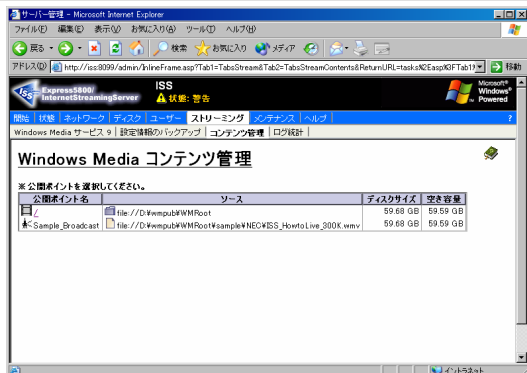 サーバー管理 - Microsoft Internet Explorer
ファイル(F) 編集(E) 表示(V) お気に入り(A) ツール(T) ヘルプ(H)
戻る 検索 お気に入り メディア
アドレス(D) http://iss:8099/admin/InlineFrame.asp?Tab1=TabsStream&Tab2=TabsStreamContents&ReturnURL=tasks%2Easp%3FTab1% 移動
Iss Express5800/ InternetStreamingServer
ISS
状態: 警告
Microsoft® Windows® Powered
開始 状態 ネットワーク ディスク ユーザー ストリーミング メンテナンス ヘルプ ?
Windows Media サービス 9 設定情報のバックアップ コンテンツ管理 ログ統計
Windows Media コンテンツ管理
※ 公開ポイントを選択してください。
公開ポイント名 ソース ディスクサイズ 空き容量
/ file://D:¥wmpub¥WMRoot 59.68 GB 59.59 GB
Sample_Broadcast file://D:¥wmpub¥WMRoot¥sample¥NEC¥ISS_HowtoLive_300K.wmv 59.68 GB 59.59 GB
イントラネット